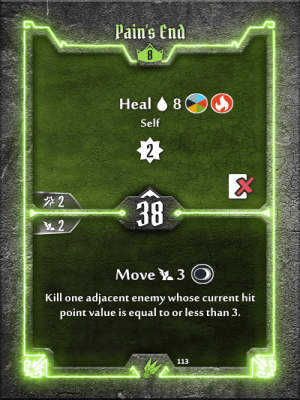 Pain's End
8
Heal 8
Self
2
2
38
2
Move 3
Kill one adjacent enemy whose current hit
point value is equal to or less than 3.
113